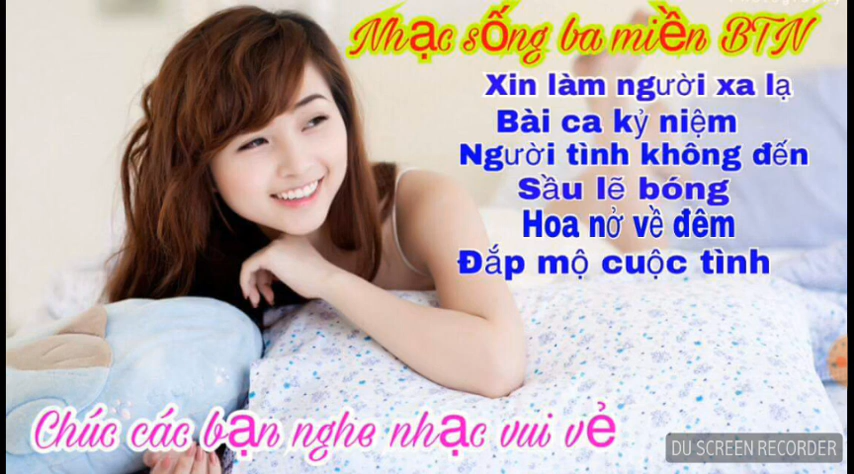 Nhạc sống ba miền BTN
Xin làm người xa lạ
Bài ca kỷ niệm
Người tình không đến
Sầu lẽ bóng
Hoa nở về đêm
Đắp mộ cuộc tình
Chúc các bạn nghe nhạc vui vẻ
DU SCREEN RECORDER